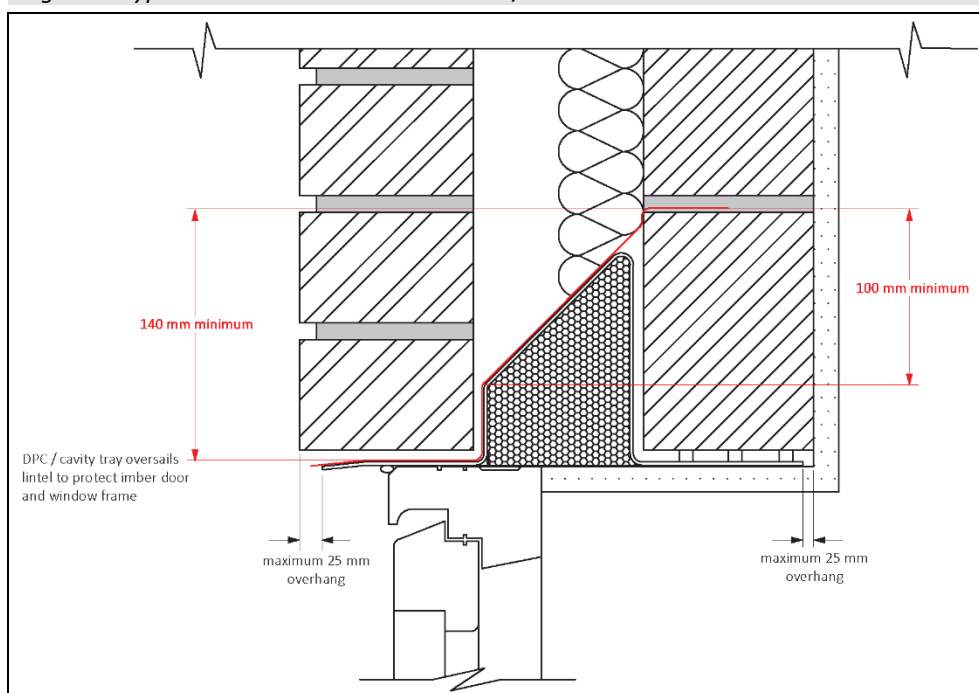 140 mm minimum
100 mm minimum
DPC / cavity tray oversails
lintel to protect imber door
and window frame
maximum 25 mm
overhang
maximum 25 mm
overhang